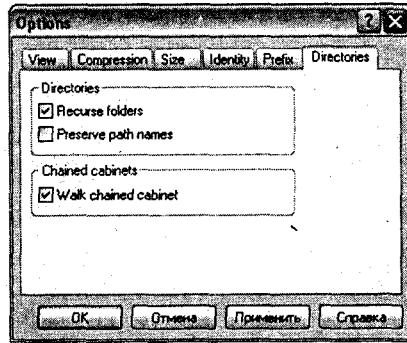 Options
View Compression Size Identity Prefix Directories
Directories
Recurse folders
Preserve path names
Chained cabinets
Walk chained cabinet
OK Отмена Применить Справка